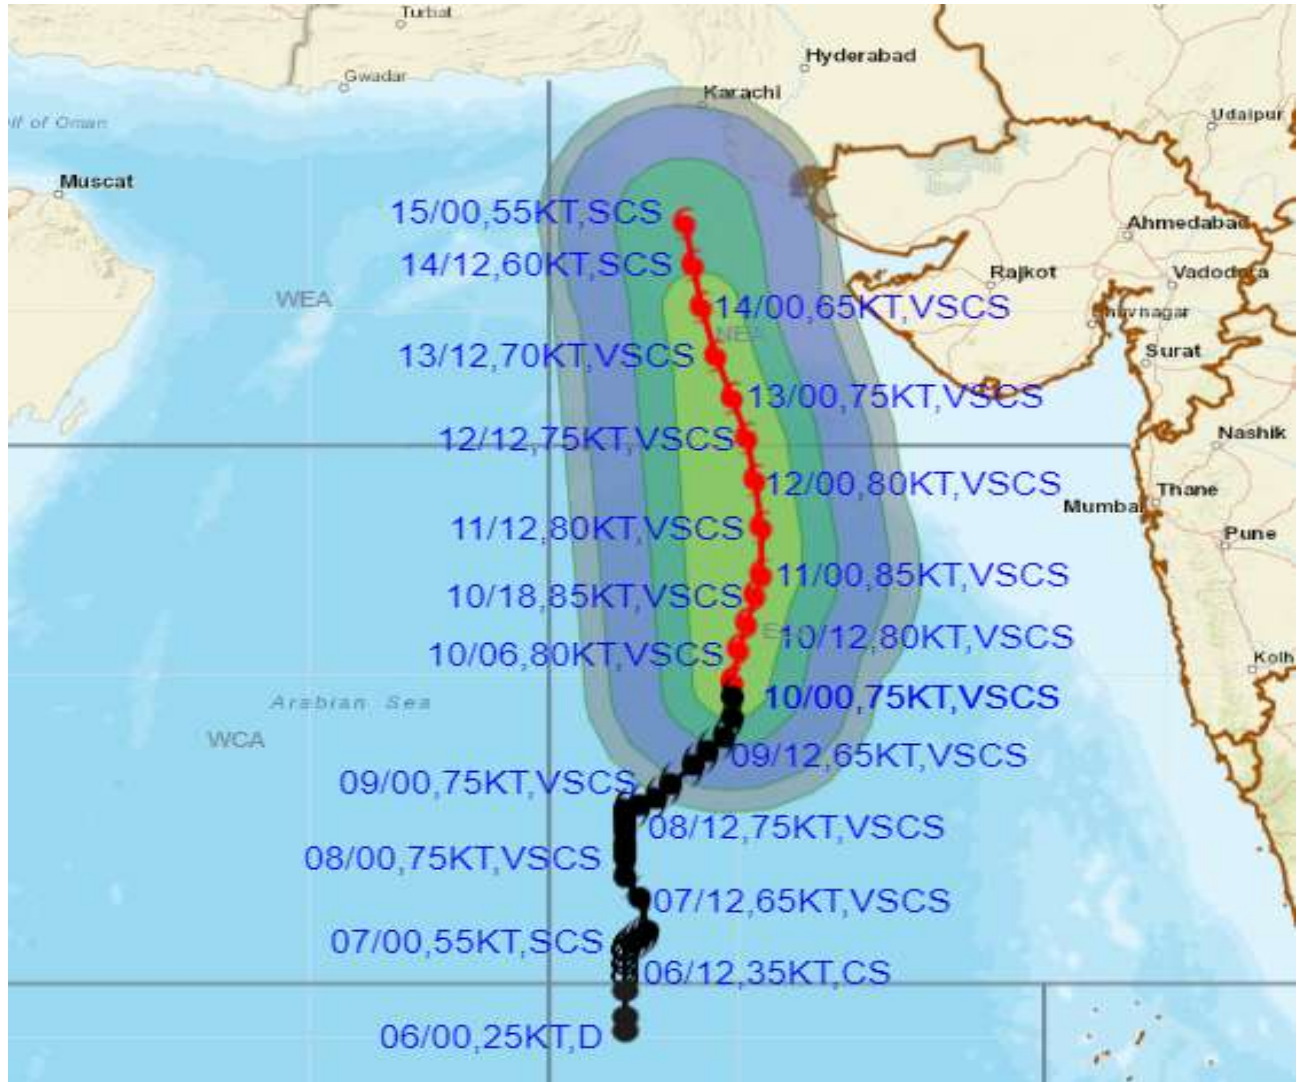 Turbat
Hyderabad
Gwadar
Karachi
Udaipur
lf of Oman
Muscat
15/00,55KT,SCS
Ahmedabad
14/12,60KT,SCS
Rajkot
Vadodara
WEA
14/00,65KT,VSCS
NEA
13/12,70KT,VSCS
Surat
13/00,75KT,VSCS
12/12,75KT,VSCS
Nashik
12/00,80KT,VSCS
Thane
Mumbai
11/12,80KT,VSCS
Pune
11/00,85KT,VSCS
10/18,85KT,VSCS
10/12,80KT,VSCS
10/06,80KT,VSCS
Kolh
10/00,75KT,VSCS
Arabian Sea
WCA
09/12,65KT,VSCS
09/00,75KT,VSCS
08/12,75KT,VSCS
08/00,75KT,VSCS
07/12,65KT,VSCS
07/00,55KT,SCS
06/12,35KT,CS
06/00,25KT,D